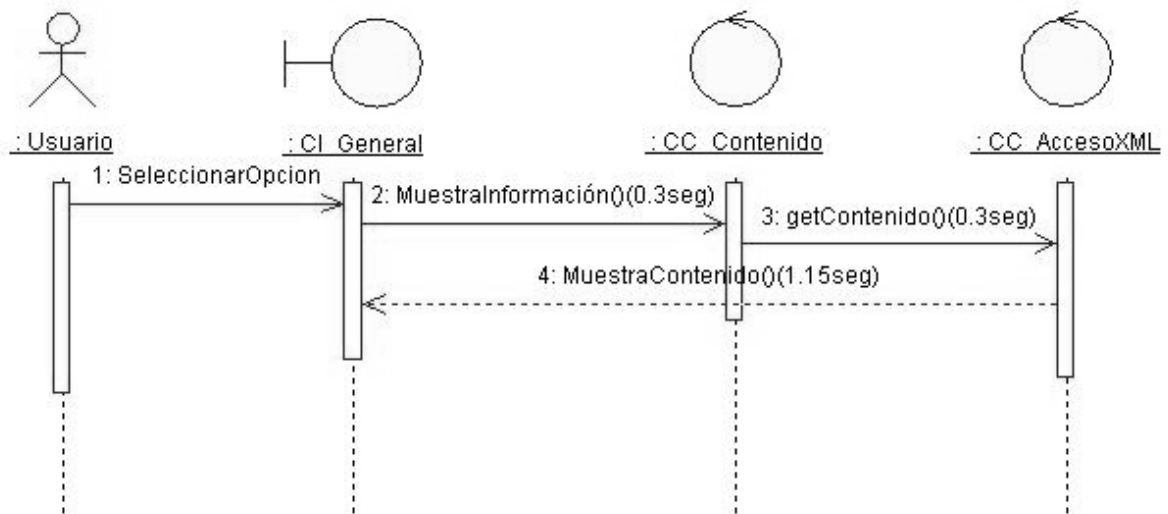 : Usuario
: CI_General
: CC_Contenido
: CC_AccesoXML
1: SeleccionarOpcion
2: MuestraInformación()(0.3seg)
3: getContenido()(0.3seg)
4: MuestraContenido()(1.15seg)